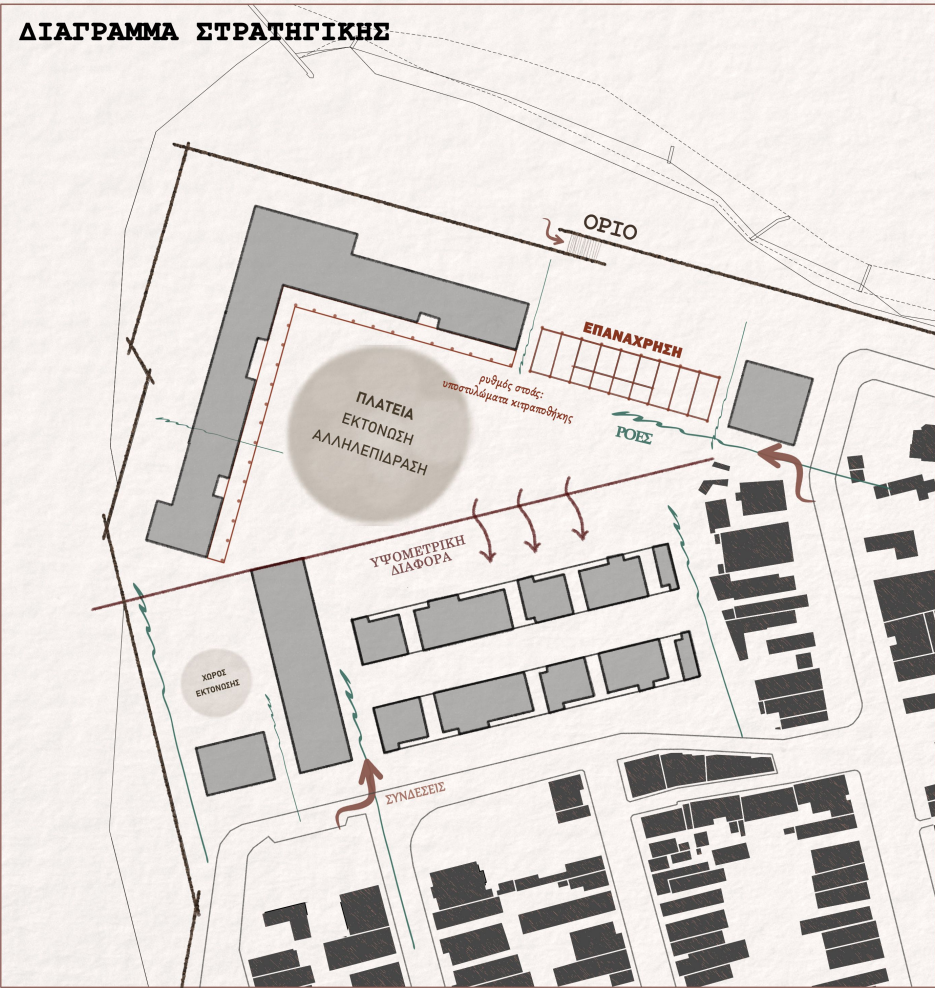 ΔΙΑΓΡΑΜΜΑ ΣΤΡΑΤΗΓΙΚΗΣ
ΟΡΙΟ
ΕΠΑΝΑΧΡΗΣΗ
ρυθμός στοάς:
υποστυλώματα κιτραποθήκης
ΠΛΑΤΕΙΑ
ΕΚΤΟΝΩΣΗ
ΑΛΛΗΛΕΠΙΔΡΑΣΗ
ΡΟΕΣ
ΥΨΟΜΕΤΡΙΚΗ
ΔΙΑΦΟΡΑ
ΧΩΡΟΣ
ΕΚΤΟΝΩΣΗΣ
ΣΥΝΔΕΣΕΙΣ